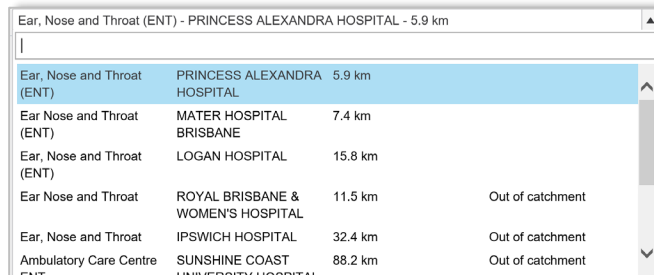 Ear, Nose and Throat (ENT) - PRINCESS ALEXANDRA HOSPITAL - 5.9 km
Ear, Nose and Throat PRINCESS ALEXANDRA 5.9 km
(ENT) HOSPITAL
Ear Nose and Throat MATER HOSPITAL 7.4 km
(ENT) BRISBANE
Ear, Nose and Throat LOGAN HOSPITAL 15.8 km
(ENT)
Ear Nose and Throat ROYAL BRISBANE & 11.5 km Out of catchment
WOMEN'S HOSPITAL
Ear, Nose and Throat IPSWICH HOSPITAL 32.4 km Out of catchment
Ambulatory Care Centre SUNSHINE COAST 88.2 km Out of catchment
ENT UNIVERSITY HOSPITAL